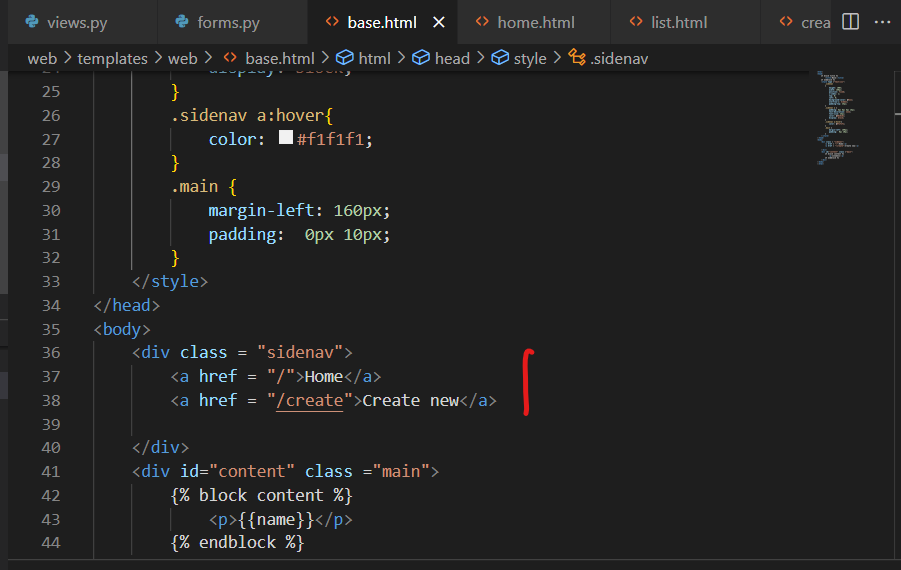 views.py forms.py base.html home.html list.html crea
web > templates > web > base.html > html > head > style > .sidenav
25 }
26 .sidenav a:hover{
27 color: #f1f1f1;
28 }
29 .main {
30 margin-left: 160px;
31 padding:  0px 10px;
32 }
33 </style>
34 </head>
35 <body>
36 <div class = "sidenav">
37 <a href = "/">Home</a>
38 <a href = "/create">Create new</a>
39
40 </div>
41 <div id="content" class ="main">
42 {% block content %}
43 <p>{{name}}</p>
44 {% endblock %}